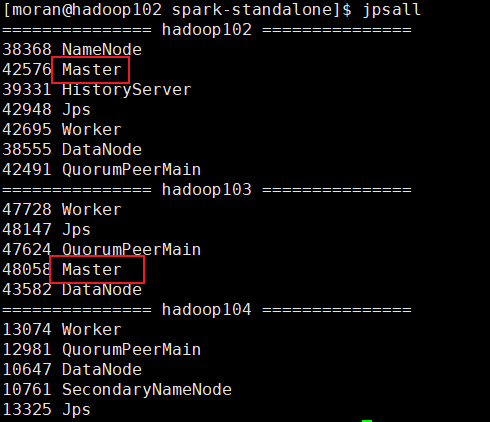 [moran@hadoop102 spark-standalone]$ jpsall
=============== hadoop102 ===============
38368 NameNode
42576 Master
39331 HistoryServer
42948 Jps
42695 Worker
38555 DataNode
42491 QuorumPeerMain
=============== hadoop103 ===============
47728 Worker
48147 Jps
47624 QuorumPeerMain
48058 Master
43582 DataNode
=============== hadoop104 ===============
13074 Worker
12981 QuorumPeerMain
10647 DataNode
10761 SecondaryNameNode
13325 Jps